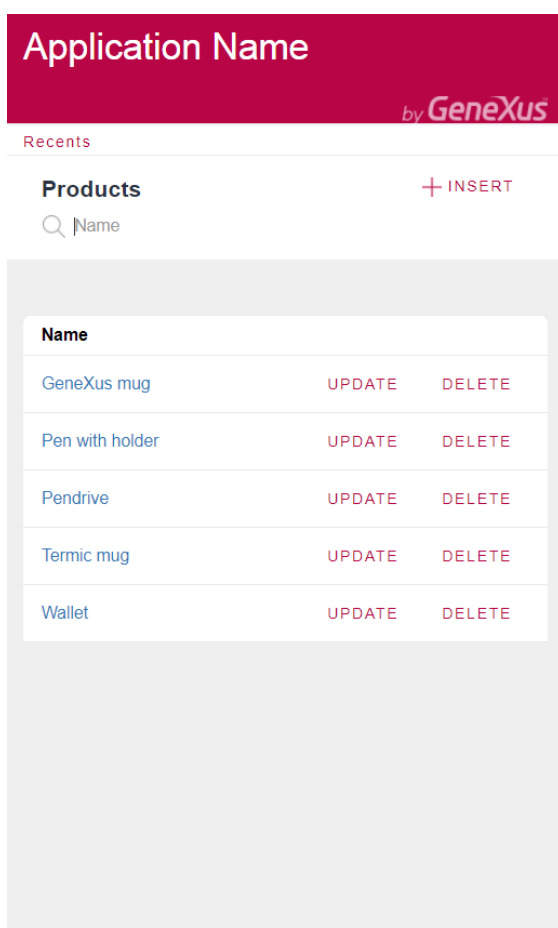 Application Name
by GeneXus
Recents
Products
INSERT
Name
Name
GeneXus mug UPDATE DELETE
Pen with holder UPDATE DELETE
Pendrive UPDATE DELETE
Termic mug UPDATE DELETE
Wallet UPDATE DELETE